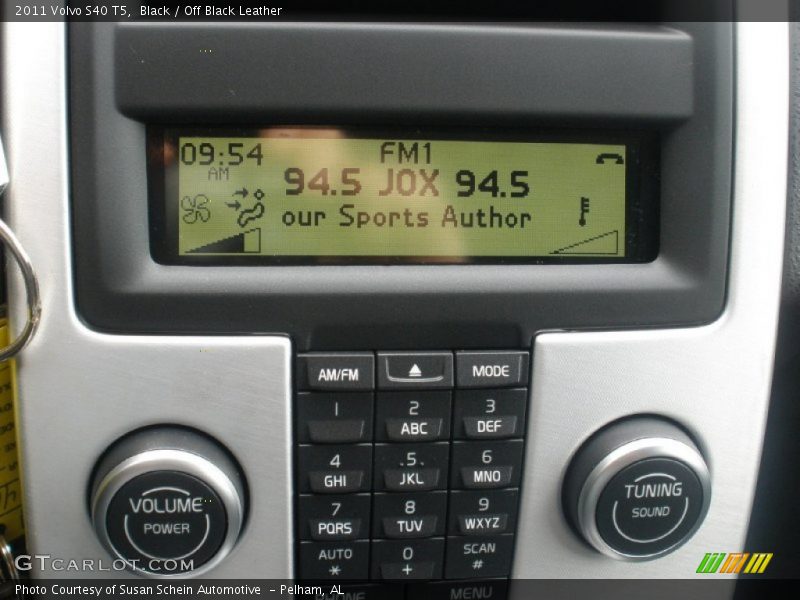 2011 Volvo S40 T5,  Black / Off Black Leather
09:54 FM1
AM
94.5 JOX 94.5
our Sports Author
AM/FM MODE
1 2 3
ABC DEF
4 5 6
GHI JKL MNO
7 8 9
PQRS TUV WXYZ
AUTO 0 SCAN
* + #
PHONE MENU
VOLUME
POWER
TUNING
SOUND
GTCARLOT.COM
Photo Courtesy of Susan Schein Automotive  - Pelham, AL